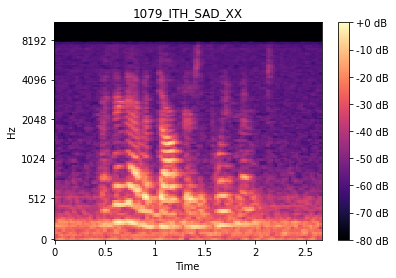 1079_ITH_SAD_XX
8192
4096
2048
1024
512
0
Hz
0
0.5
1
1.5
2
2.5
Time
+0 dB
-10 dB
-20 dB
-30 dB
-40 dB
-50 dB
-60 dB
-70 dB
-80 dB